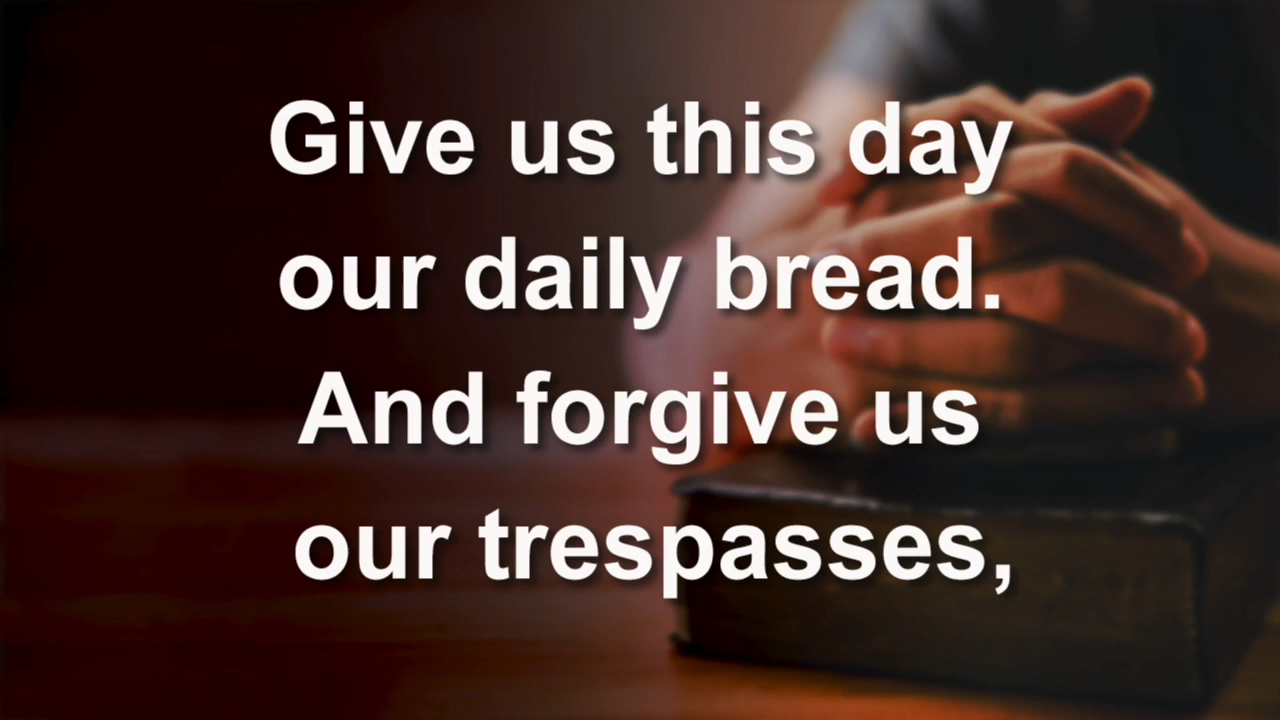 Give us this day
our daily bread.
And forgive us
our trespasses,